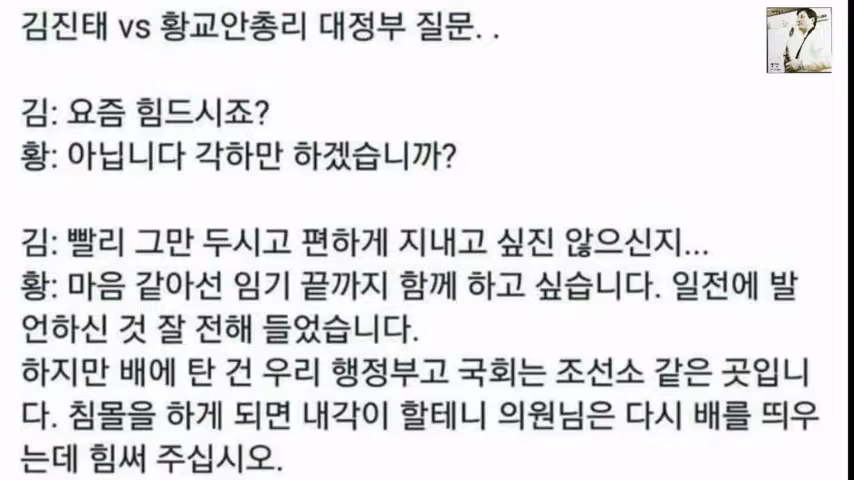 김진태 vs 황교안총리 대정부 질문. .
김: 요즘 힘드시죠?
황: 아닙니다 각하만 하겠습니까?
김: 빨리 그만 두시고 편하게 지내고 싶진 않으신지...
황: 마음 같아선 임기 끝까지 함께 하고 싶습니다. 일전에 발
언하신 것 잘 전해 들었습니다.
하지만 배에 탄 건 우리 행정부고 국회는 조선소 같은 곳입니
다. 침몰을 하게 되면 내각이 할테니 의원님은 다시 배를 띄우
는데 힘써 주십시오.